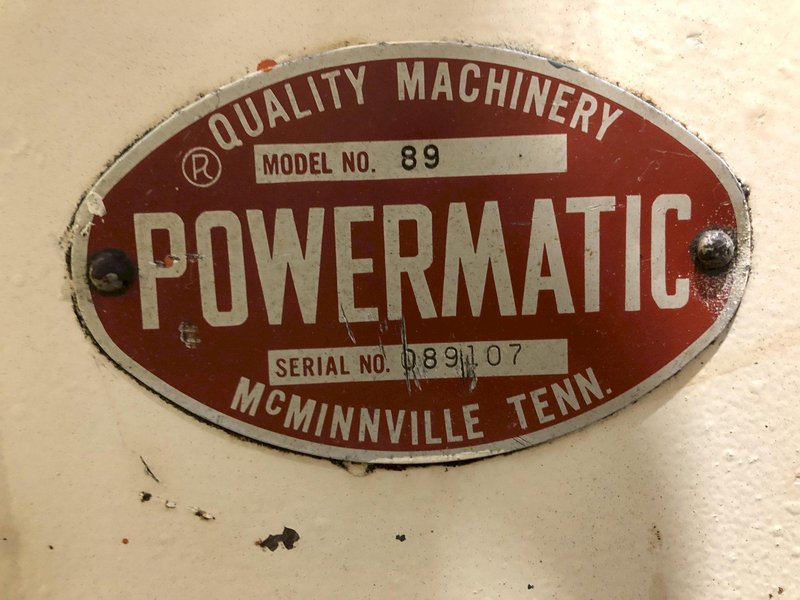 QUALITY MACHINERY
®
MODEL NO. 89
POWERMATIC
SERIAL NO. 089107
MCMINNVILLE TENN.